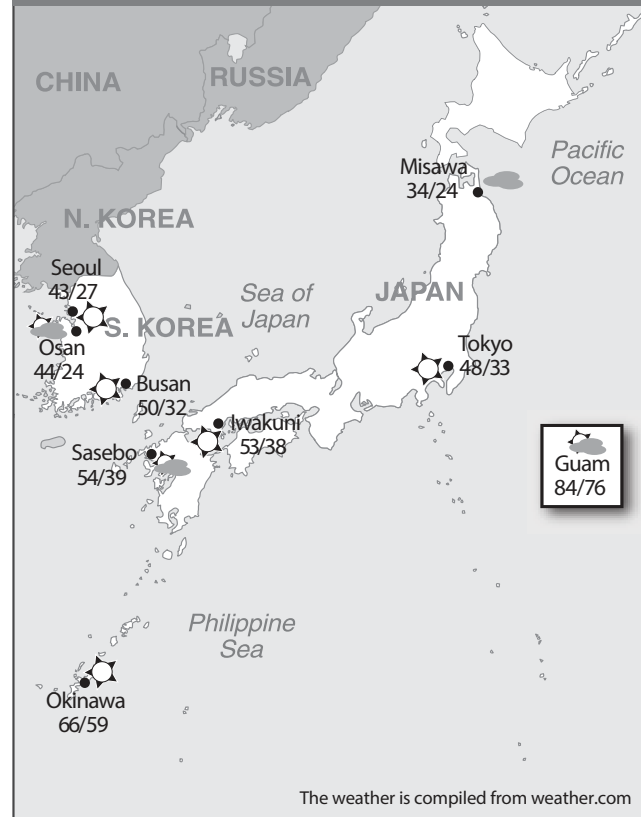 CHINA
RUSSIA
Pacific
Ocean
Misawa
34/24
N. KOREA
Seoul
43/27
Sea of
Japan
JAPAN
S. KOREA
Osan
44/24
Tokyo
48/33
Busan
50/32
Iwakuni
53/38
Sasebo
54/39
Guam
84/76
Philippine
Sea
Okinawa
66/59
The weather is compiled from weather.com